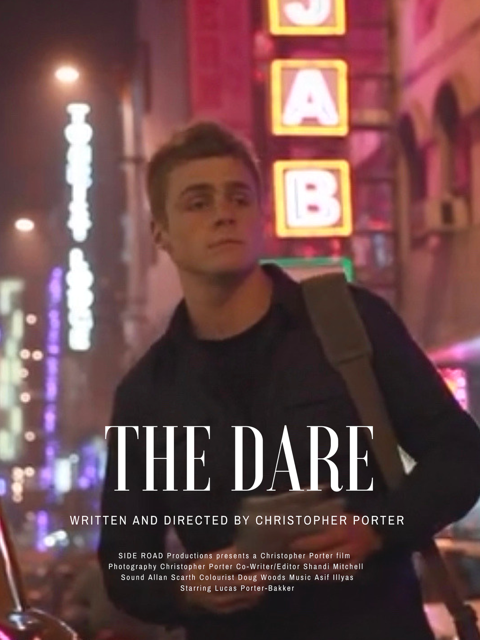 J
A
B
THE DARE
WRITTEN AND DIRECTED BY CHRISTOPHER PORTER
SIDE ROAD Productions presents a Christopher Porter film
Photography Christopher Porter Co-Writer/Editor Shandi Mitchell
Sound Allan Scarth Colourist Doug Woods Music Asif Illyas
Starring Lucas Porter-Bakker